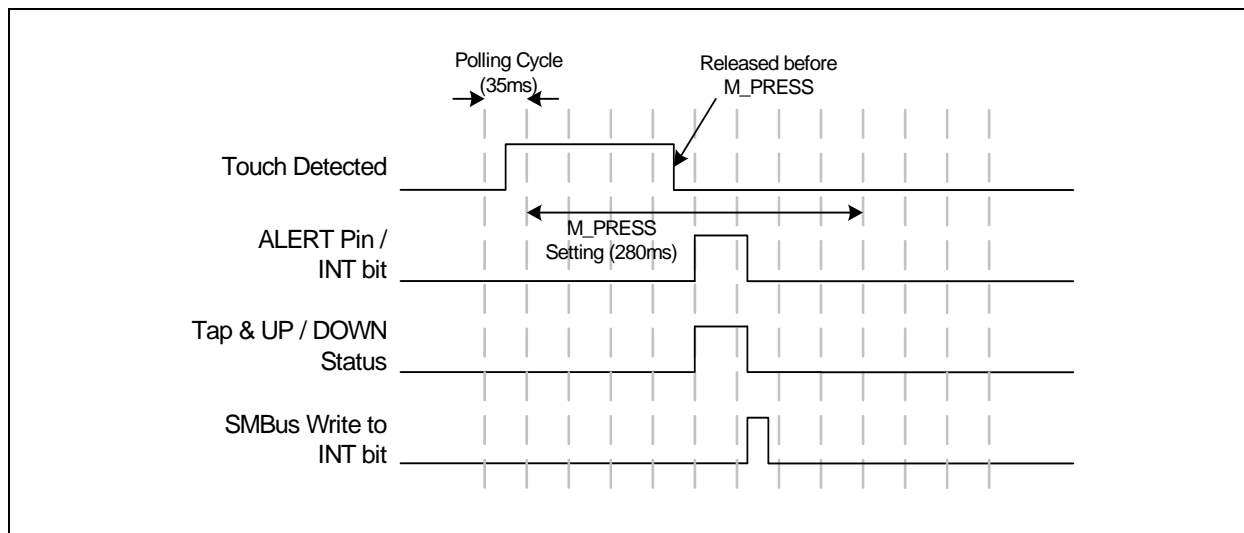 Polling Cycle
(35ms)
Released before
M_PRESS
Touch Detected
M_PRESS
Setting (280ms)
ALERT Pin /
INT bit
Tap & UP / DOWN
Status
SMBus Write to
INT bit